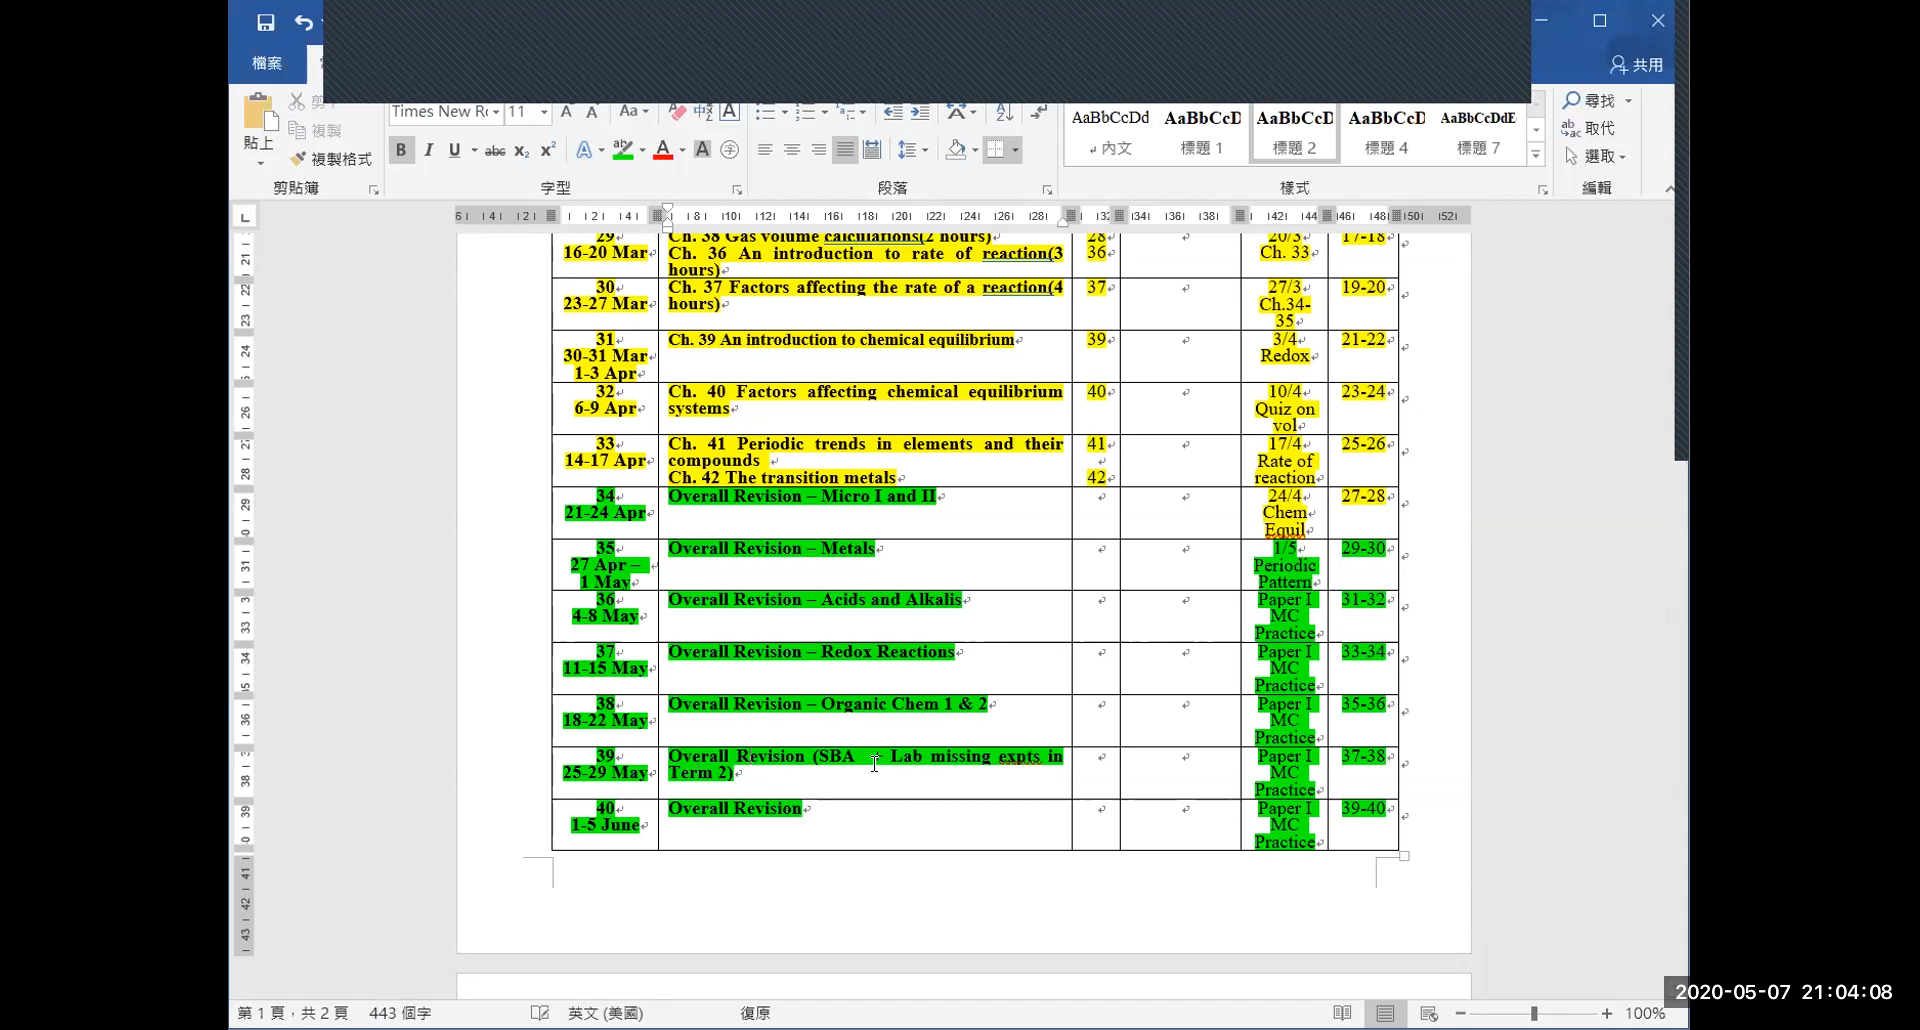 檔案
共用
貼上
複製
複製格式
剪貼簿
Times New Ro
11
字型
段落
AaBbCcDd AaBbCcD AaBbCcD AaBbCcD AaBbCcDdE
內文 標題 1 標題 2 標題 4 標題 7
樣式
尋找
取代
選取
編輯
29
16-20 Mar
Ch. 38 Gas volume calculations(2 hours)
Ch. 36 An introduction to rate of reaction(3
hours)
28
36
20/3
Ch. 33
17-18
30
23-27 Mar
Ch. 37 Factors affecting the rate of a reaction(4
hours)
37
27/3
Ch.34-
35
19-20
31
30-31 Mar
1-3 Apr
Ch. 39 An introduction to chemical equilibrium
39
3/4
Redox
21-22
32
6-9 Apr
Ch. 40 Factors affecting chemical equilibrium
systems
40
10/4
Quiz on
vol
23-24
33
14-17 Apr
Ch. 41 Periodic trends in elements and their
compounds
Ch. 42 The transition metals
41
42
17/4
Rate of
reaction
25-26
34
21-24 Apr
Overall Revision – Micro I and II
24/4
Chem
Equil
27-28
35
27 Apr –
1 May
Overall Revision – Metals
1/5
Periodic
Pattern
29-30
36
4-8 May
Overall Revision – Acids and Alkalis
Paper I
MC
Practice
31-32
37
11-15 May
Overall Revision – Redox Reactions
Paper I
MC
Practice
33-34
38
18-22 May
Overall Revision – Organic Chem 1 & 2
Paper I
MC
Practice
35-36
39
25-29 May
Overall Revision (SBA – Lab missing expts in
Term 2)
Paper I
MC
Practice
37-38
40
1-5 June
Overall Revision
Paper I
MC
Practice
39-40
第 1 頁，共 2 頁 443 個字 英文 (美國) 復原 100%
2020-05-07 21:04:08